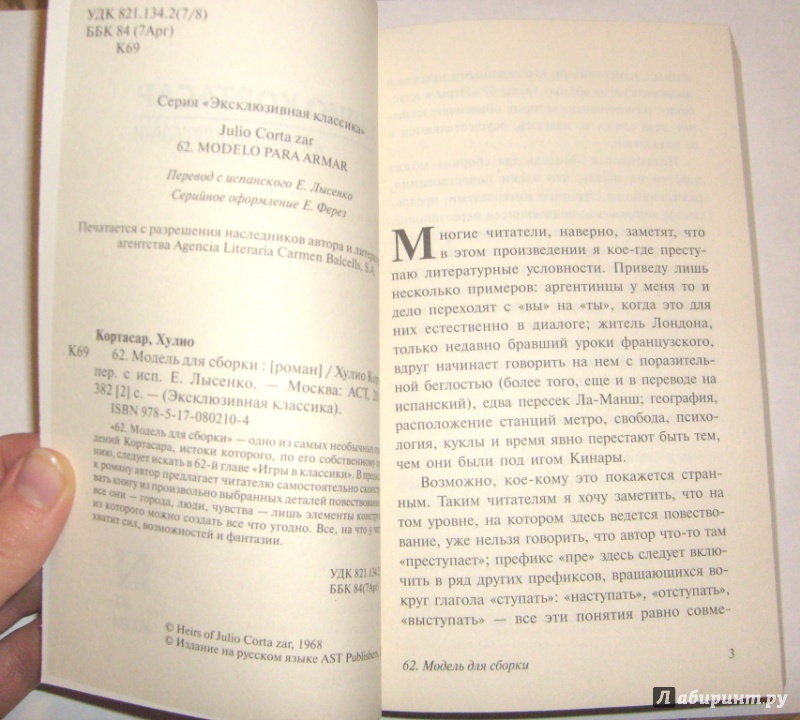 УДК 821.134.2(7/8)
ББК 84 (7Арг)
К69
Серия «Эксклюзивная классика»
Julio Corta zar
62. MODELO PARA ARMAR
Перевод с испанского Е. Лысенко
Серийное оформление Е. Ферез
Печатается с разрешения наследников автора и
агентства Agencia Literaria Carmen Balcells, S.A.
Кортасар, Хулио
К69 62. Модель для сборки : [роман] / Хулио
пер. с исп. Е. Лысенко. — Москва: АСТ,
382 [2] с. — (Эксклюзивная классика).
ISBN 978-5-17-080210-4
«62. Модель для сборки» — одно из самых необычных
дений Кортасара, истоки которого, по его собственному
нию, следует искать в 62-й главе «Игры в классики». В
к роману автор предлагает читателю самостоятельно
вать книгу из произвольно выбранных деталей
все они — города, люди, чувства — лишь элементы
из которого можно создать все что угодно. Все, на что у
хватит сил, возможностей и фантазии.
УДК 821.134.2
ББК 84(7Арг)
© Heirs of Julio Corta zar, 1968
© Издание на русском языке AST Publishers,
Многие читатели, наверно, заметят, что
в этом произведении я кое-где престу-
паю литературные условности. Приведу лишь
несколько примеров: аргентинцы у меня то и
дело переходят с «вы» на «ты», когда это для
них естественно в диалоге; житель Лондона,
только недавно бравший уроки французского,
вдруг начинает говорить на нем с поразитель-
ной беглостью (более того, еще и в переводе на
испанский), едва пересек Ла-Манш; география,
расположение станций метро, свобода, психо-
логия, куклы и время явно перестают быть тем,
чем они были под игом Кинары.
Возможно, кое-кому это покажется стран-
ным. Таким читателям я хочу заметить, что на
том уровне, на котором здесь ведется повество-
вание, уже нельзя говорить, что автор что-то там
«преступает»; префикс «пре» здесь следует вклю-
чить в ряд других префиксов, вращающихся во-
круг глагола «ступать»: «наступать», «отступать»,
«выступать» — все эти понятия равно совме-
62. Модель для сборки 3
Лабиринт.ру